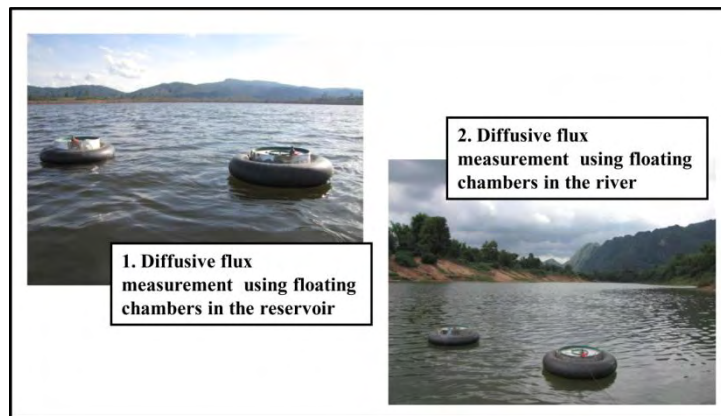 1. Diffusive flux
measurement using floating
chambers in the reservoir
2. Diffusive flux
measurement using floating
chambers in the river